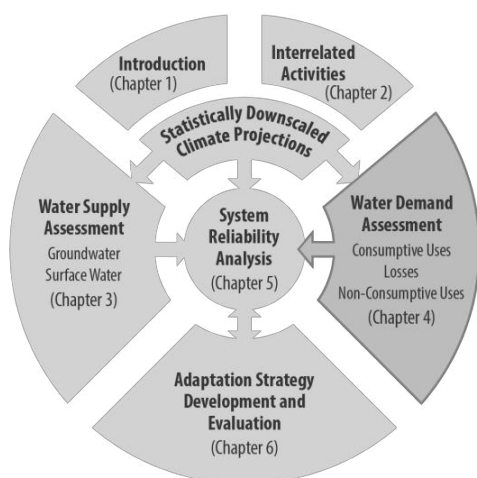 Introduction
(Chapter 1)
Interrelated
Activities
(Chapter 2)
Statistically Downscaled
Climate Projections
Water Supply
Assessment
Groundwater
Surface Water
(Chapter 3)
System
Reliability
Analysis
(Chapter 5)
Water Demand
Assessment
Consumptive Uses
Losses
Non-Consumptive Uses
(Chapter 4)
Adaptation Strategy
Development and
Evaluation
(Chapter 6)